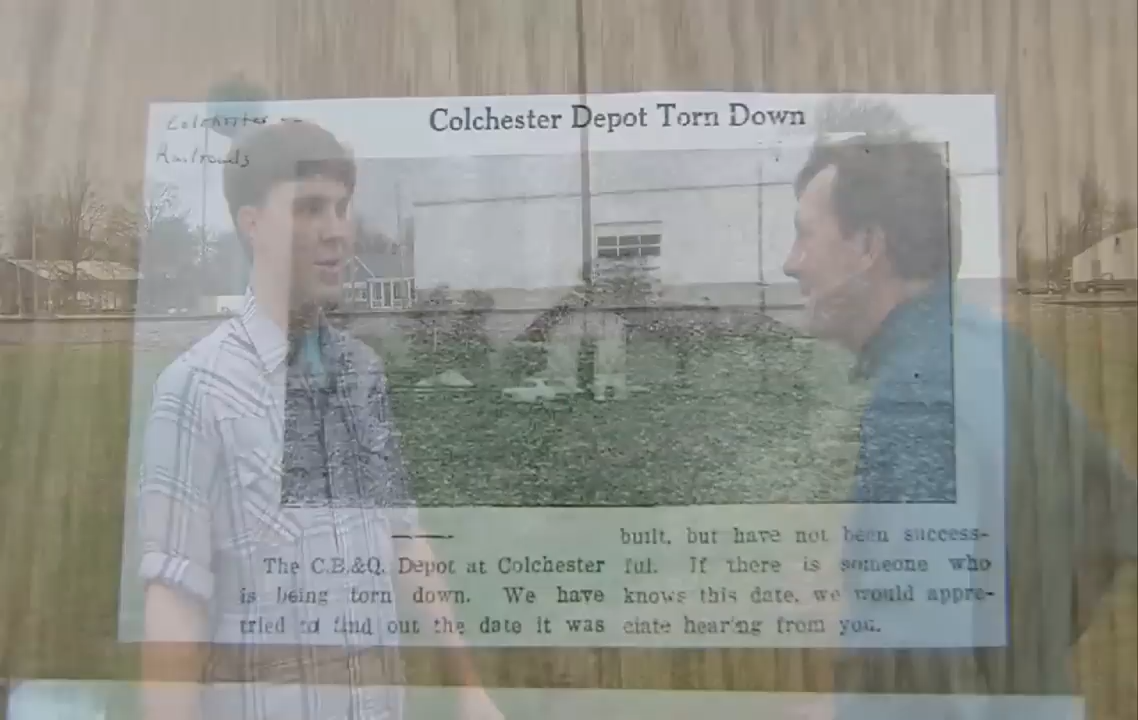 Colchester Depot Torn Down
Colchester
Railroads
The C.B.&Q. Depot at Colchester
is being torn down. We have
tried to find out the date it was
built, but have not been success-
ful. If there is someone who
knows this date, we would appre-
ciate hearing from you.